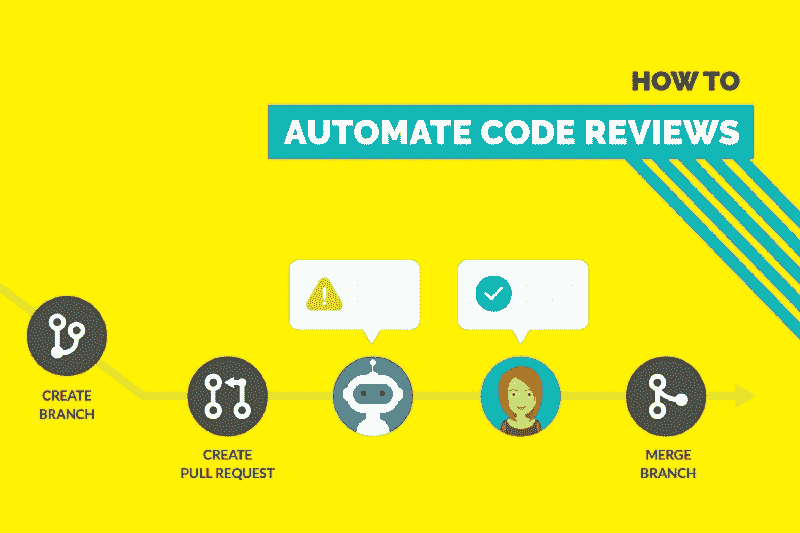 HOW TO
AUTOMATE CODE REVIEWS
CREATE
BRANCH
CREATE
PULL REQUEST
MERGE
BRANCH